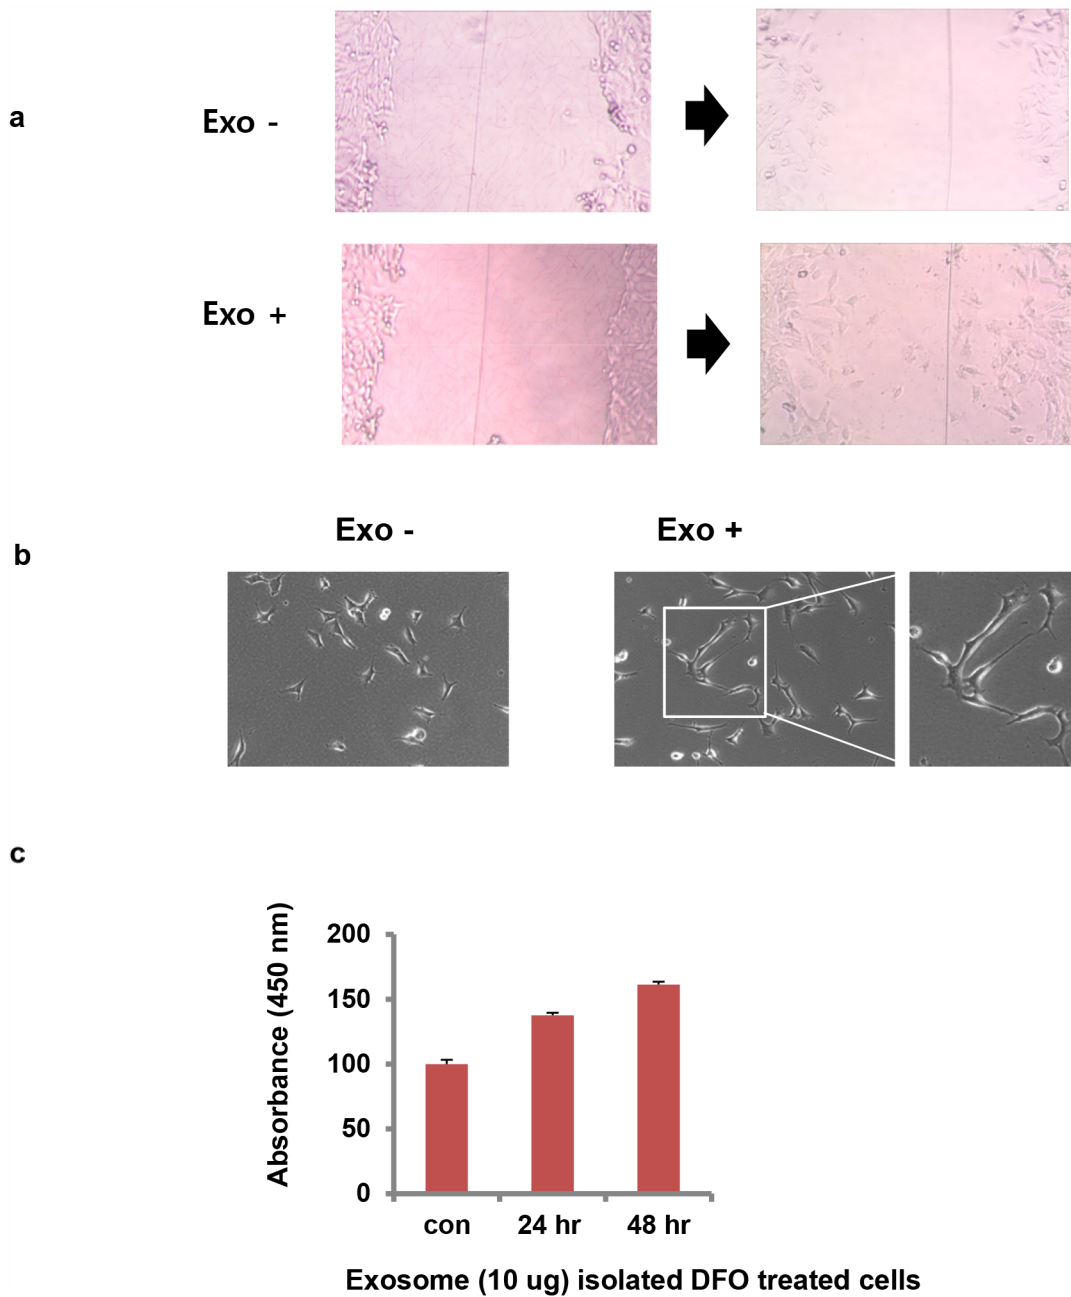 a
Exo -
Exo +
b
Exo -
Exo +
c
Absorbance (450 nm)
200
150
100
50
0
con
24 hr
48 hr
Exosome (10 ug) isolated DFO treated cells